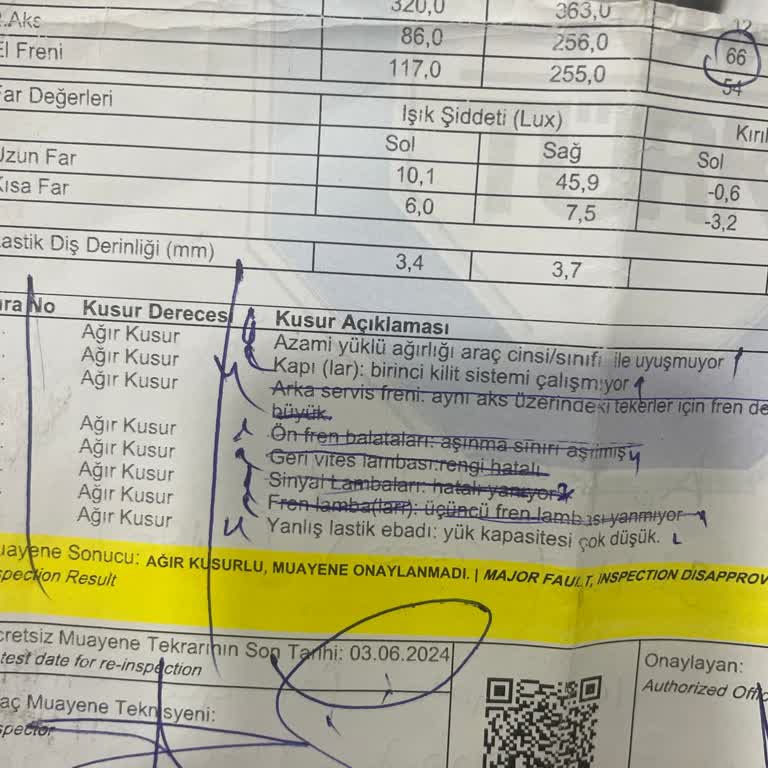 2.Aks 320,0 363,0
86,0 256,0 66
El Freni 117,0 255,0 54
Far Değerleri Işık Şiddeti (Lux)
Sol Sağ Sol
Uzun Far 10,1 45,9 -0,6
Kısa Far 6,0 7,5 -3,2
Lastik Diş Derinliği (mm) 3,4 3,7
No Kusur Derecesi Kusur Açıklaması
Ağır Kusur Azami yüklü ağırlığı araç cinsi/sınıfı ile uyuşmuyor
Ağır Kusur Kapı (lar): birinci kilit sistemi çalışmıyor
Ağır Kusur Arka servis freni: aynı aks üzerindeki tekerler için fren de
büyük.
Ağır Kusur Ön fren balataları: aşınma sınırı aşılmış
Ağır Kusur Geri vites lambası:rengi hatalı
Ağır Kusur Sinyal Lambaları: hatalı yanıyor
Ağır Kusur Fren lamba(ları): üçüncü fren lambası yanmıyor
Ağır Kusur Yanlış lastik ebadı: yük kapasitesi çok düşük.
Muayene Sonucu: AĞIR KUSURLU, MUAYENE ONAYLANMADI. | MAJOR FAULT, INSPECTION DISAPPROV
Inspection Result
Ücretsiz Muayene Tekrarının Son Tarihi: 03.06.2024
test date for re-inspection
Onaylayan:
Authorized Offic
Araç Muayene Teknisyeni:
Inspector